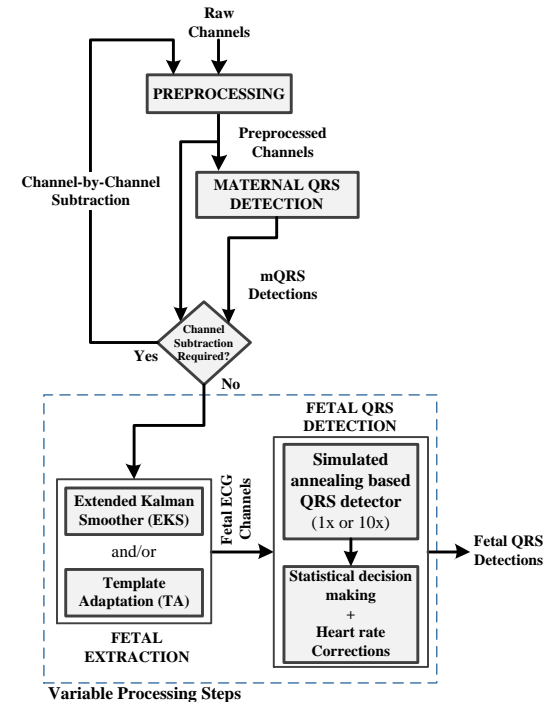 Raw
Channels
PREPROCESSING
Preprocessed
Channels
Channel-by-Channel
Subtraction
MATERNAL QRS
DETECTION
mQRS
Detections
Channel
Subtraction
Required?
Yes
No
FETAL QRS
DETECTION
Extended Kalman
Smoother (EKS)
and/or
Template
Adaptation (TA)
FETAL
EXTRACTION
Fetal ECG
Channels
Simulated
annealing based
QRS detector
(1x or 10x)
Statistical decision
making
+
Heart rate
Corrections
Fetal QRS
Detections
Variable Processing Steps